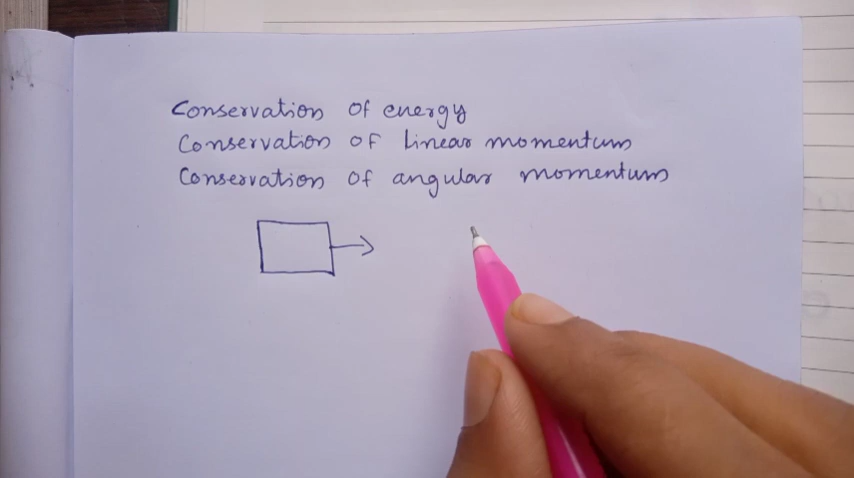 Conservation of energy
Conservation of linear momentum
Conservation of angular momentum